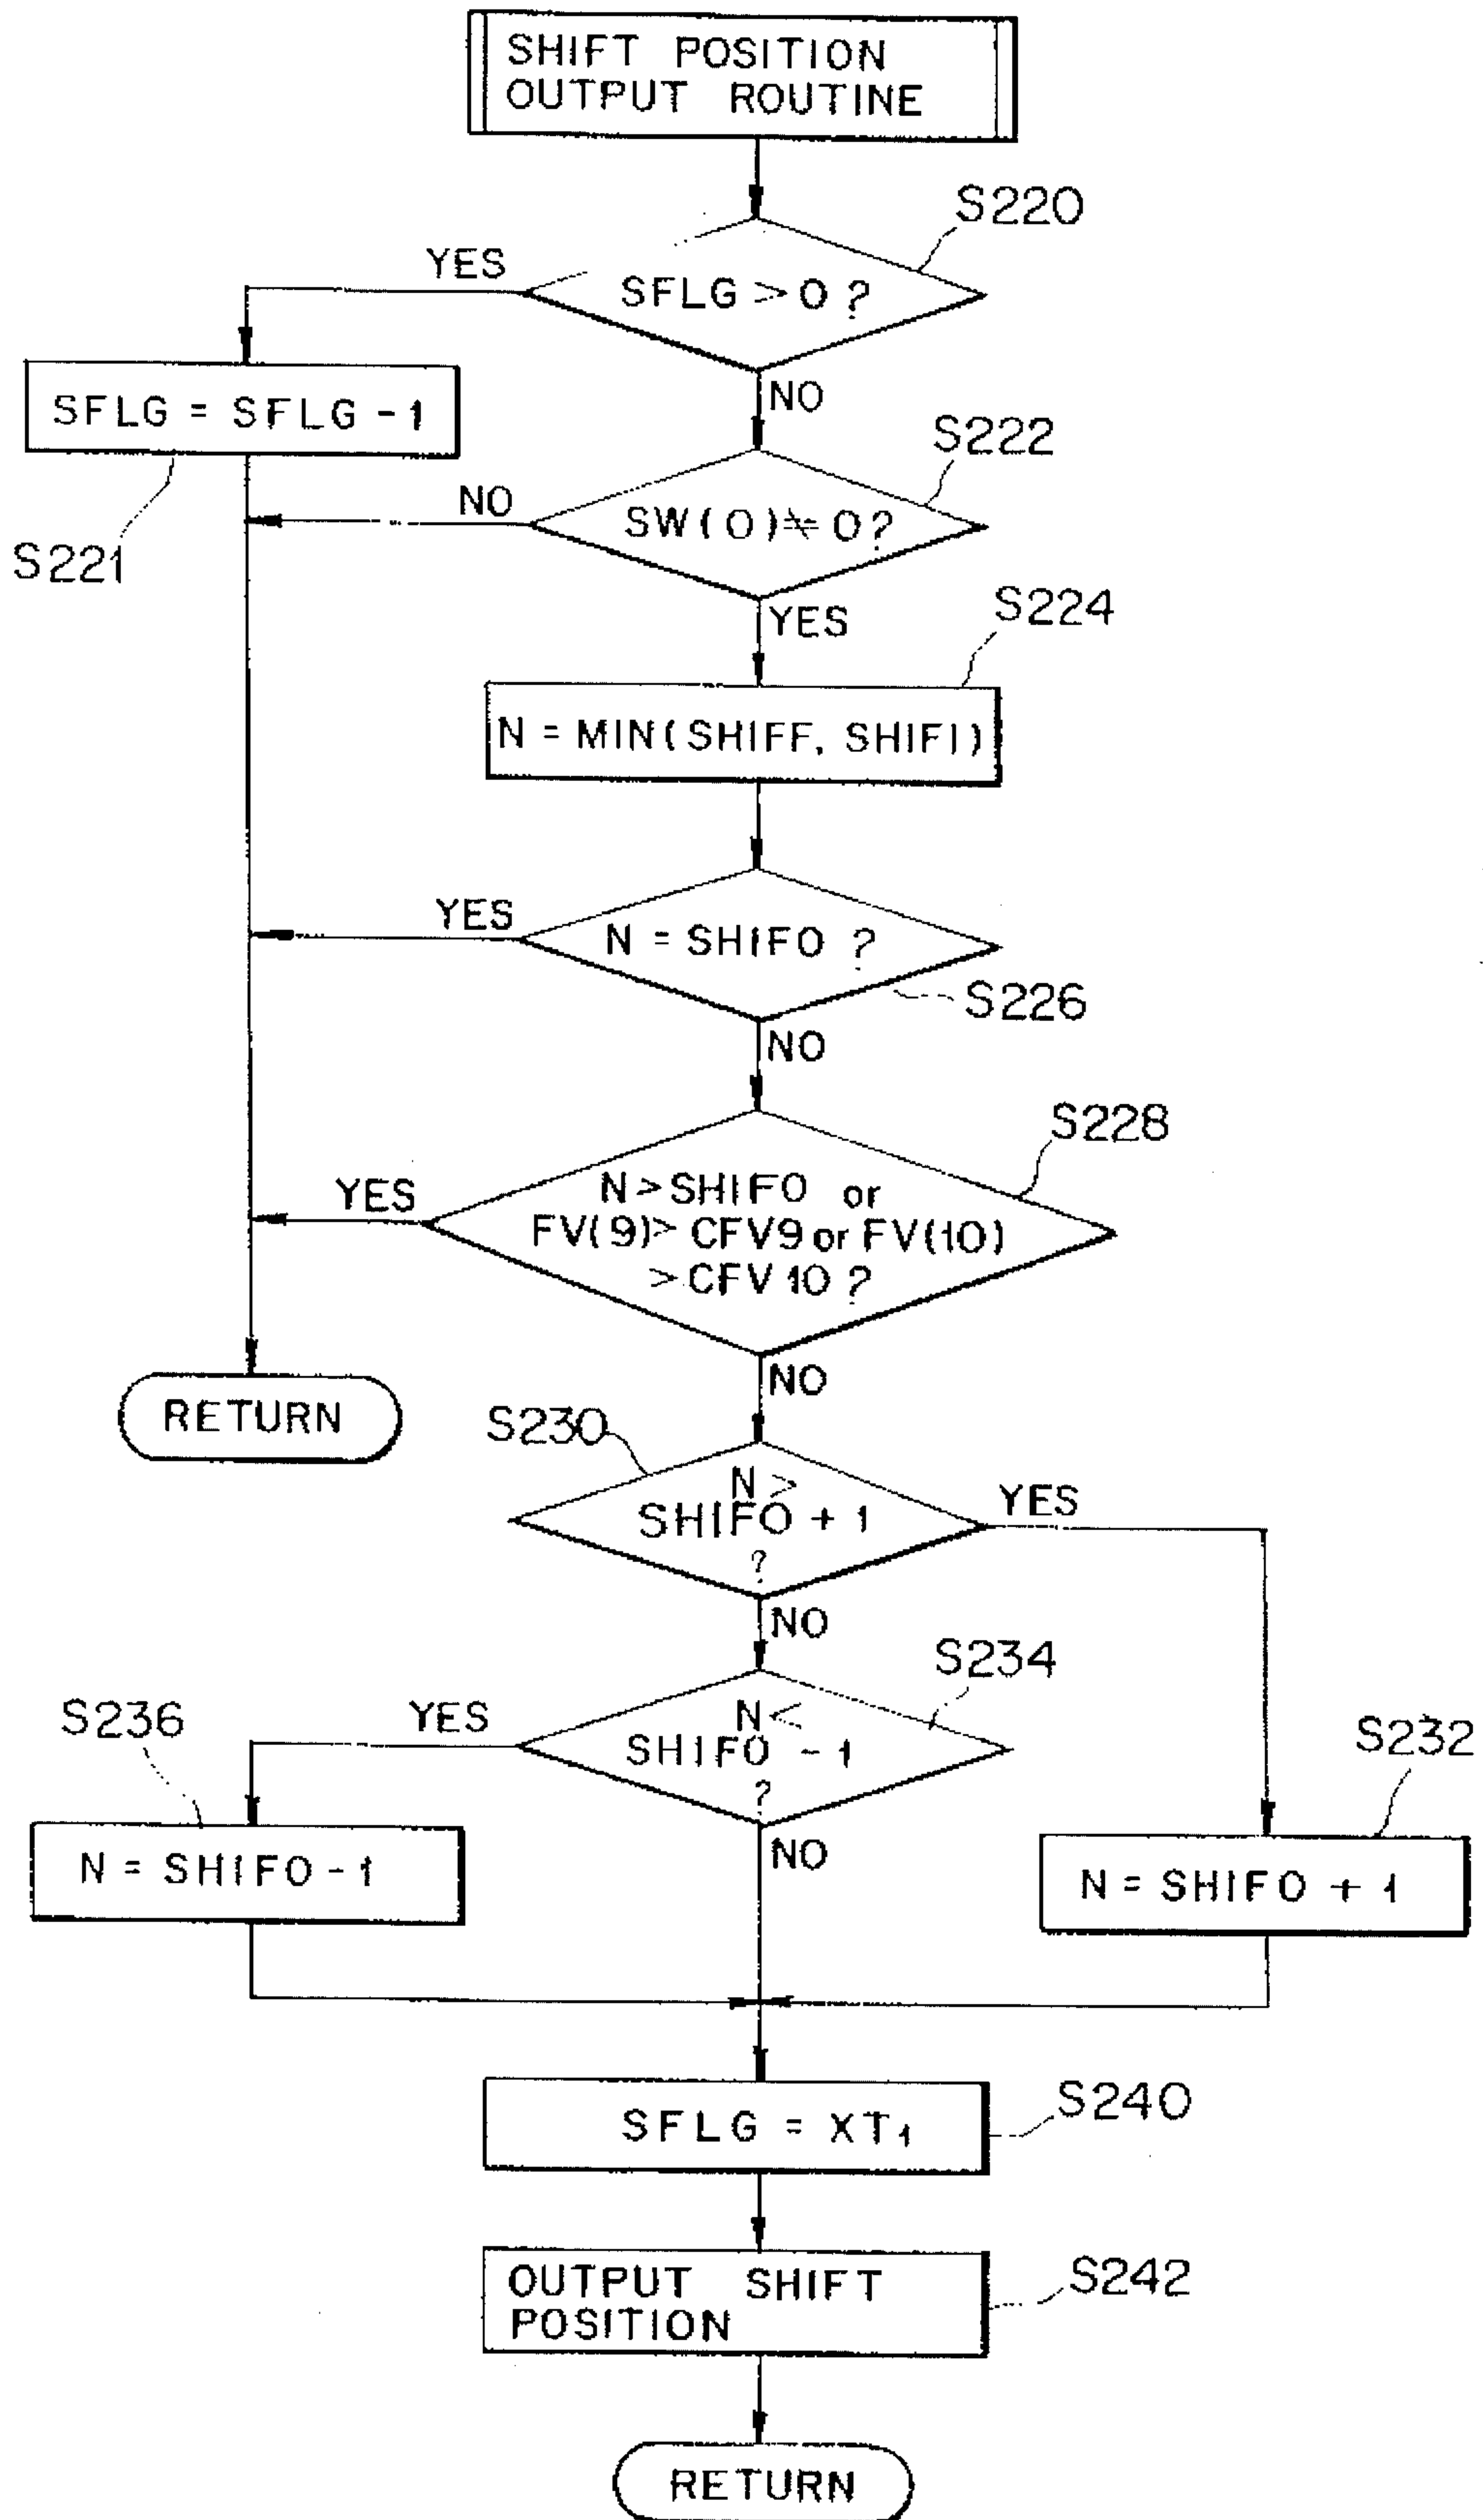 SHIFT POSITION
OUTPUT ROUTINE
S220
YES
SFLG > 0 ?
NO
SFLG = SFLG - 1
S221
S222
NO
SW(0) ≠ 0 ?
YES
S224
N = MIN(SHIFF, SHIFI)
YES
N = SHIFO ?
S226
NO
S228
YES
N > SHIFO or
FV(9) > CFV9 or FV(10)
> CFV10 ?
NO
RETURN
S230
N >
SHIFO + 1
?
YES
NO
S234
S236
YES
N <
SHIFO - 1
?
S232
NO
N = SHIFO - 1
N = SHIFO + 1
SFLG = XT1
S240
OUTPUT SHIFT
POSITION
S242
RETURN